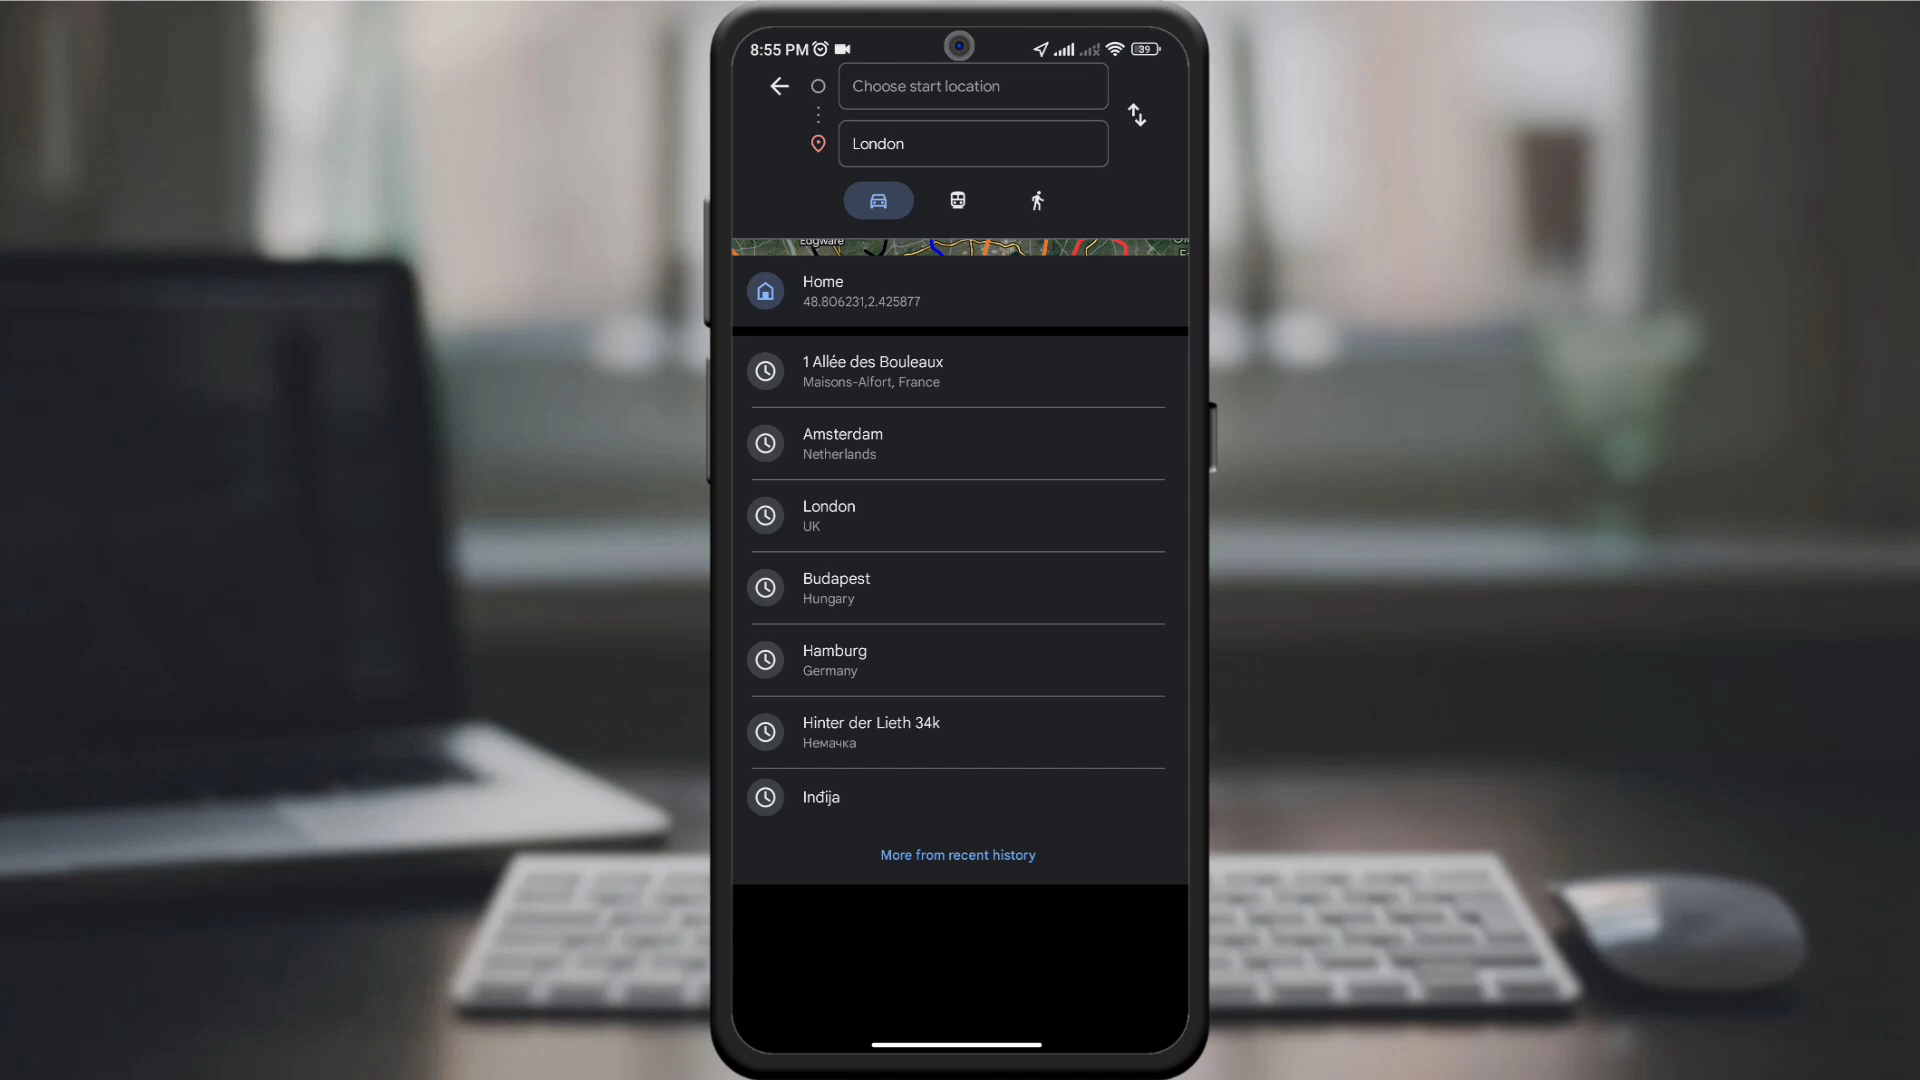 8:55 PM
39
Choose start location
London
Edgware
Home
48.806231,2.425877
1 Allée des Bouleaux
Maisons-Alfort, France
Amsterdam
Netherlands
London
UK
Budapest
Hungary
Hamburg
Germany
Hinter der Lieth 34k
Немачка
Inđija
More from recent history